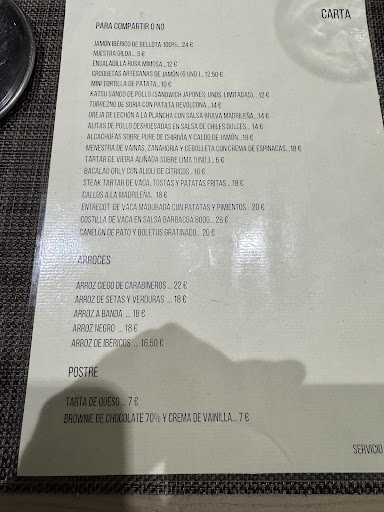 CARTA
PARA COMPARTIR O NO
JAMÓN IBÉRICO DE BELLOTA 100%...24 €
NUESTRA GILDA... 3 €
ENSALADILLA RUSA MIMOSA... 12 €
CROQUETAS ARTESANAS DE JAMÓN (6 UND.)... 12,50 €
MINI TORTILLA DE PATATA.. 10 €
KATSU SANDO DE POLLO (SANDWICH JAPONES: UNDS. LIMITADAS)... 12 €
TORREZNO DE SORIA CON PATATA REVOLCONA...14 €
OREJA DE LECHÓN A LA PLANCHA CON SALSA BRAVA MADRILEÑA...14 €
ALITAS DE POLLO DESHUESADAS EN SALSA DE CHILES DULCES... 14 €
ALCACHOFAS SOBRE PURÉ DE CHIRIVIA Y CALDO DE JAMÓN...18 €
MENESTRA DE VAINAS, ZANAHORIA Y CEBOLLETA CON CREMA DE ESPINACAS...18 €
TARTAR DE VIEIRA ALIÑADA SOBRE LIMA (UND.)... 6 €
BACALAO ORLY CON ALIOLI DE CÍTRICOS... 16 €
STEAK TARTAR DE VACA, TOSTAS Y PATATAS FRITAS...18 €
CALLOS A LA MADRILEÑA... 18 €
ENTRECOT DE VACA MADURADA CON PATATAS Y PIMIENTOS... 20 €
COSTILLA DE VACA EN SALSA BARBACOA 800G... 26 €
CANELÓN DE PATO Y BOLETUS GRATINADO... 20 €
ARROCES
ARROZ CIEGO DE CARABINEROS ... 22 €
ARROZ DE SETAS Y VERDURAS ... 18 €
ARROZ A BANDA ... 18 €
ARROZ NEGRO ... 18 €
ARROZ DE IBÉRICOS ... 16,50 €
POSTRE
TARTA DE QUESO... 7 €
BROWNIE DE CHOCOLATE 70% Y CREMA DE VAINILLA... 7 €
SERVICIO